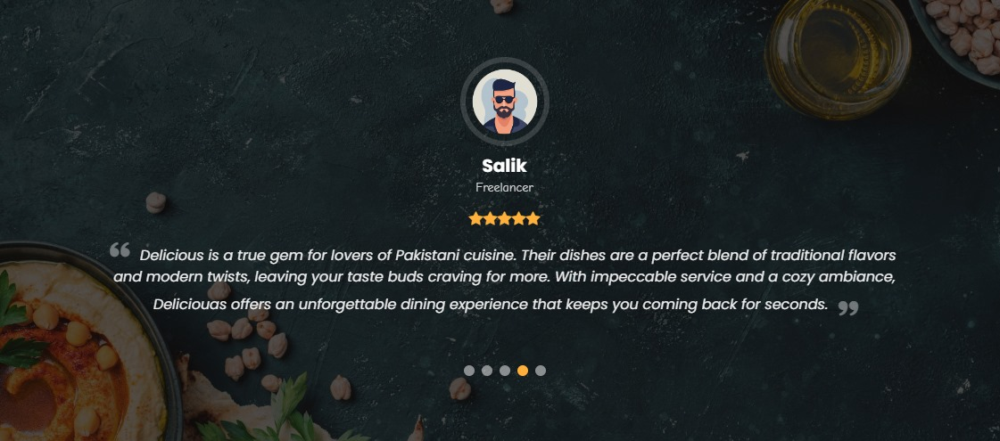 Salik
Freelancer
“ Delicious is a true gem for lovers of Pakistani cuisine. Their dishes are a perfect blend of traditional flavors
and modern twists, leaving your taste buds craving for more. With impeccable service and a cozy ambiance,
Deliciouas offers an unforgettable dining experience that keeps you coming back for seconds. ”